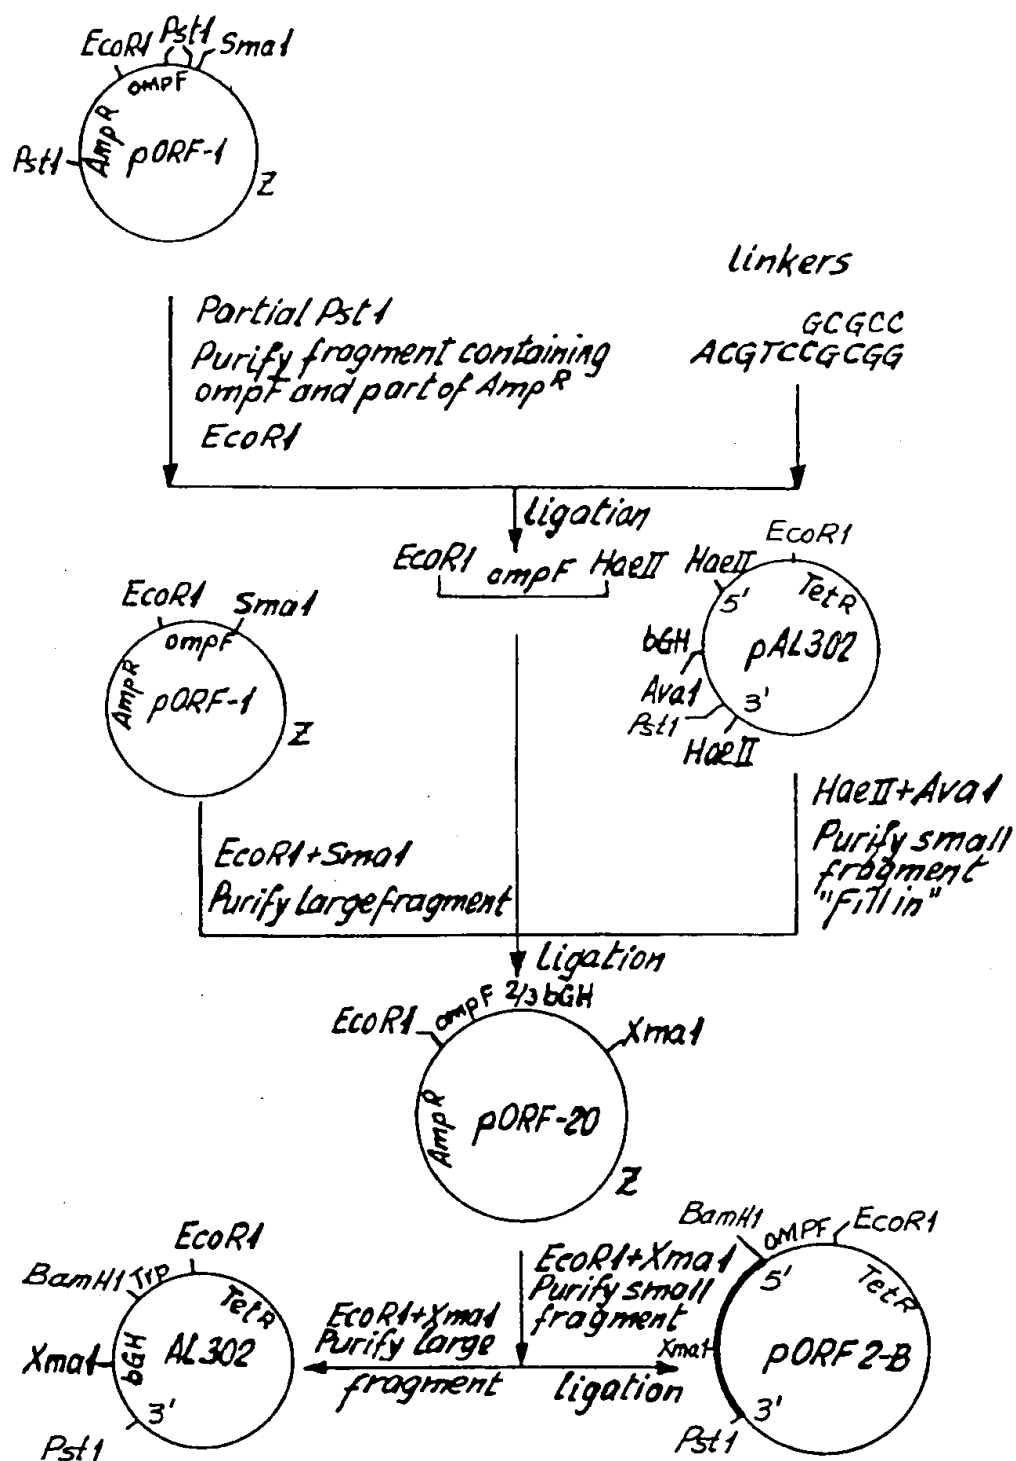 EcoR1 Pst1 Sma1
ompF
AmpR
pORF-1
Pst1
Z
linkers
GCGCC
ACGTCCGCGG
Partial Pst1
Purify fragment containing
ompF and part of AmpR
EcoR1
ligation
EcoR1 ompF HaeII
EcoR1
HaeII
5'
TetR
bGH
pAL302
Ava1
Pst1
3'
HaeII
EcoR1
Sma1
ompF
AmpR
pORF-1
Z
HaeII+Ava1
Purify small
fragment
"Fill in"
EcoR1+Sma1
Purify Large fragment
Ligation
EcoR1
ompF 2/3 bGH
Xma1
AmpR
pORF-20
Z
EcoR1
BamH1 Trp
TetR
Xma1
bGH
AL302
3'
Pst1
EcoR1+Xma1
Purify Large
fragment
EcoR1+Xma1
Purify small
fragment
ligation
BamH1
omPF
EcoR1
5'
TetR
Xma1
pORF2-B
3'
Pst1